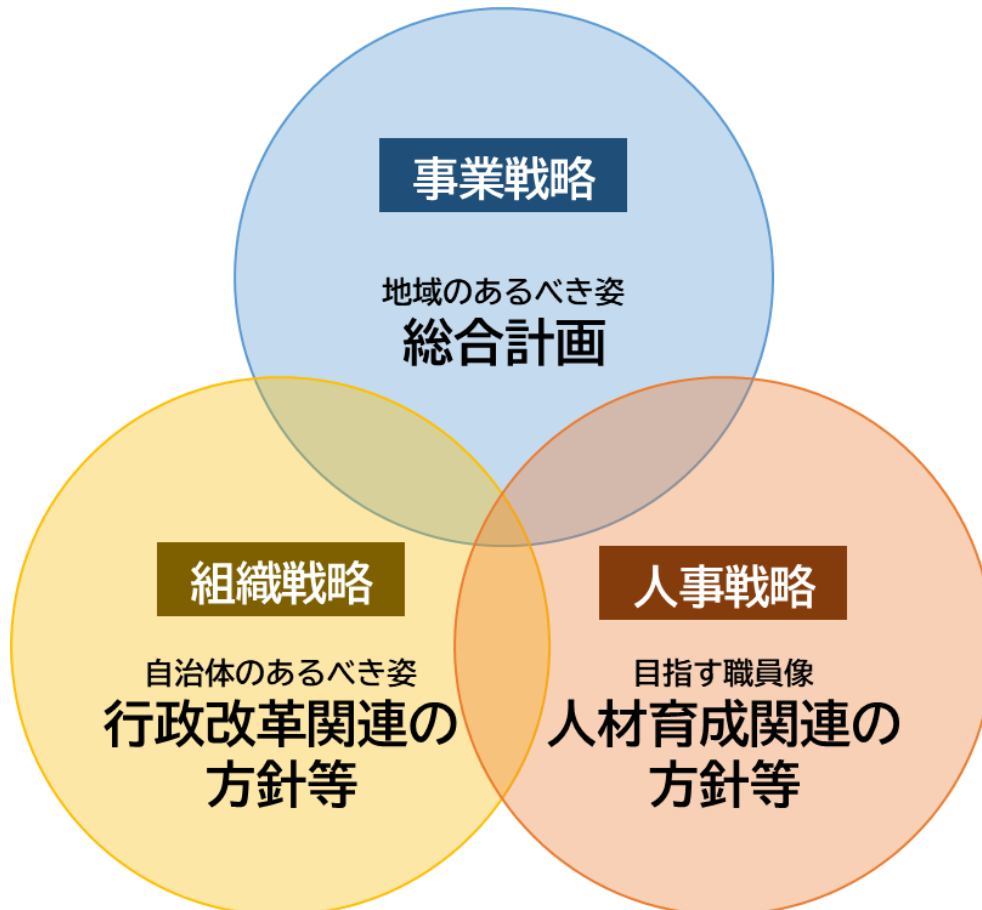 事業戦略
地域のあるべき姿
総合計画
組織戦略
自治体のあるべき姿
行政改革関連の
方針等
人事戦略
目指す職員像
人材育成関連の
方針等